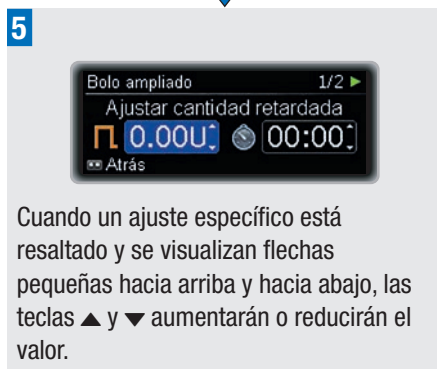 5
Bolo ampliado 1/2 ►
Ajustar cantidad retardada
0.00U 00:00
Atrás
Cuando un ajuste específico está
resaltado y se visualizan flechas
pequeñas hacia arriba y hacia abajo, las
teclas ▲ y ▼ aumentarán o reducirán el
valor.